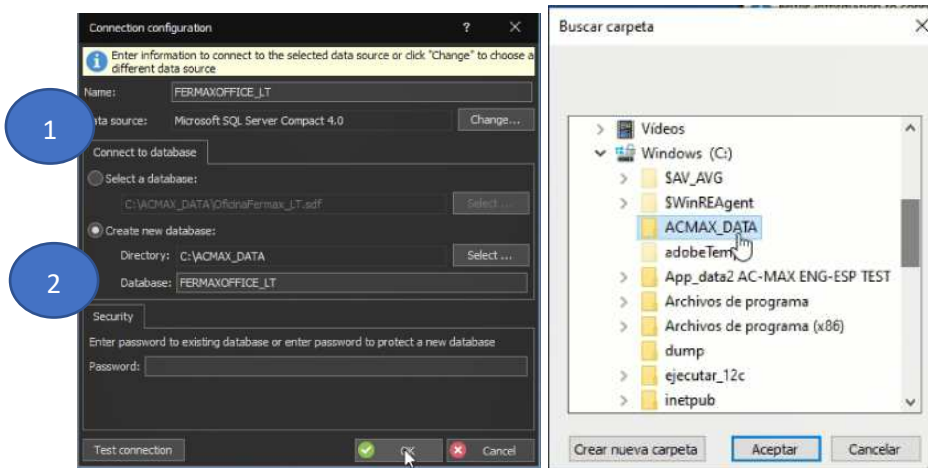 Connection configuration ? ×
Enter information to connect to the selected data source or click "Change" to choose a
different data source
Name: FERMAXOFFICE_LT
1
ata source: Microsoft SQL Server Compact 4.0 Change...
Connect to database
Select a database:
C:\ACMAX_DATA\OficinaFermax_LT.sdf Select ...
Create new database:
Directory: C:\ACMAX_DATA Select ...
2
Database: FERMAXOFFICE_LT
Security
Enter password to existing database or enter password to protect a new database
Password:
Test connection OK Cancel
Buscar carpeta ×
Vídeos
Windows (C:)
$AV_AVG
$WinREAgent
ACMAX_DATA
adobeTemp
App_data2 AC-MAX ENG-ESP TEST
Archivos de programa
Archivos de programa (x86)
dump
ejecutar_12c
inetpub
Crear nueva carpeta Aceptar Cancelar